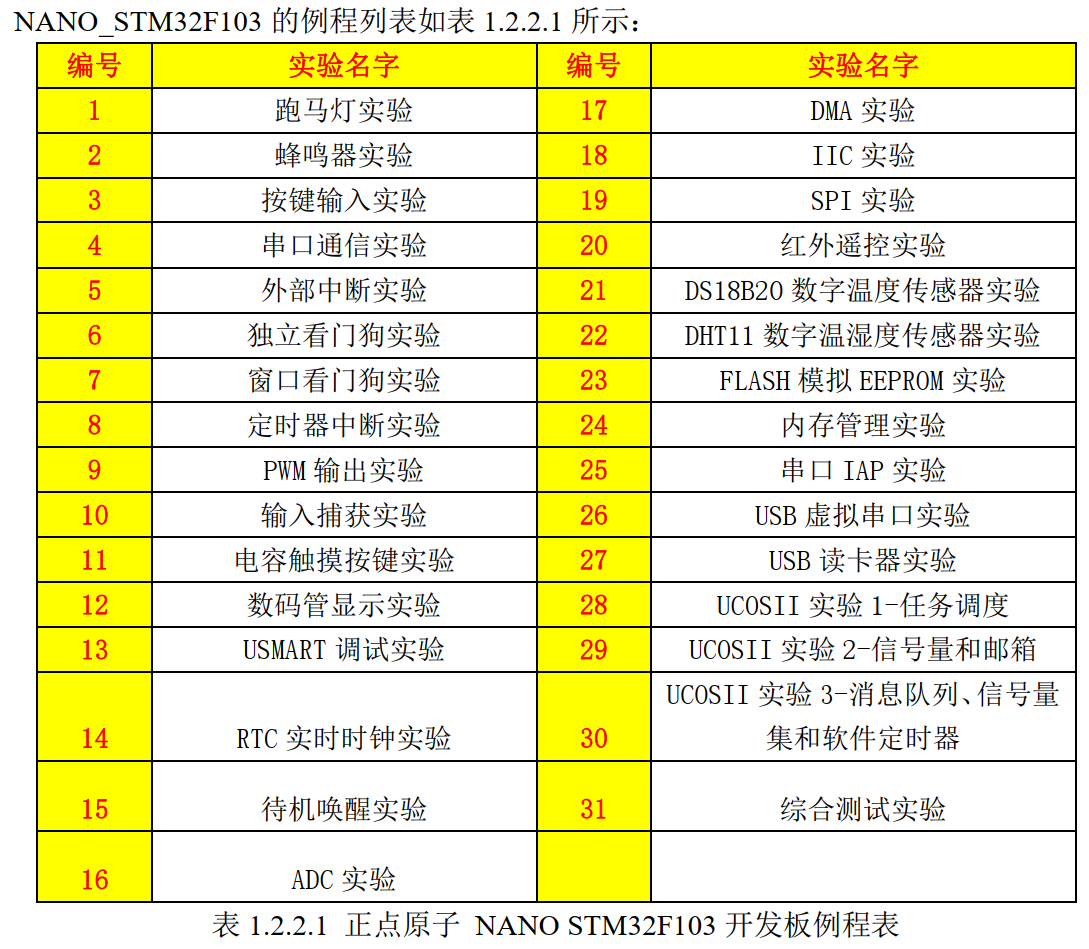 NANO_STM32F103 的例程列表如表 1.2.2.1 所示：
编号 实验名字 编号 实验名字
1 跑马灯实验 17 DMA 实验
2 蜂鸣器实验 18 IIC 实验
3 按键输入实验 19 SPI 实验
4 串口通信实验 20 红外遥控实验
5 外部中断实验 21 DS18B20 数字温度传感器实验
6 独立看门狗实验 22 DHT11 数字温湿度传感器实验
7 窗口看门狗实验 23 FLASH 模拟 EEPROM 实验
8 定时器中断实验 24 内存管理实验
9 PWM 输出实验 25 串口 IAP 实验
10 输入捕获实验 26 USB 虚拟串口实验
11 电容触摸按键实验 27 USB 读卡器实验
12 数码管显示实验 28 UCOSII 实验 1-任务调度
13 USMART 调试实验 29 UCOSII 实验 2-信号量和邮箱
14 RTC 实时时钟实验 30 UCOSII 实验 3-消息队列、信号量
集和软件定时器
15 待机唤醒实验 31 综合测试实验
16 ADC 实验
表 1.2.2.1 正点原子 NANO STM32F103 开发板例程表